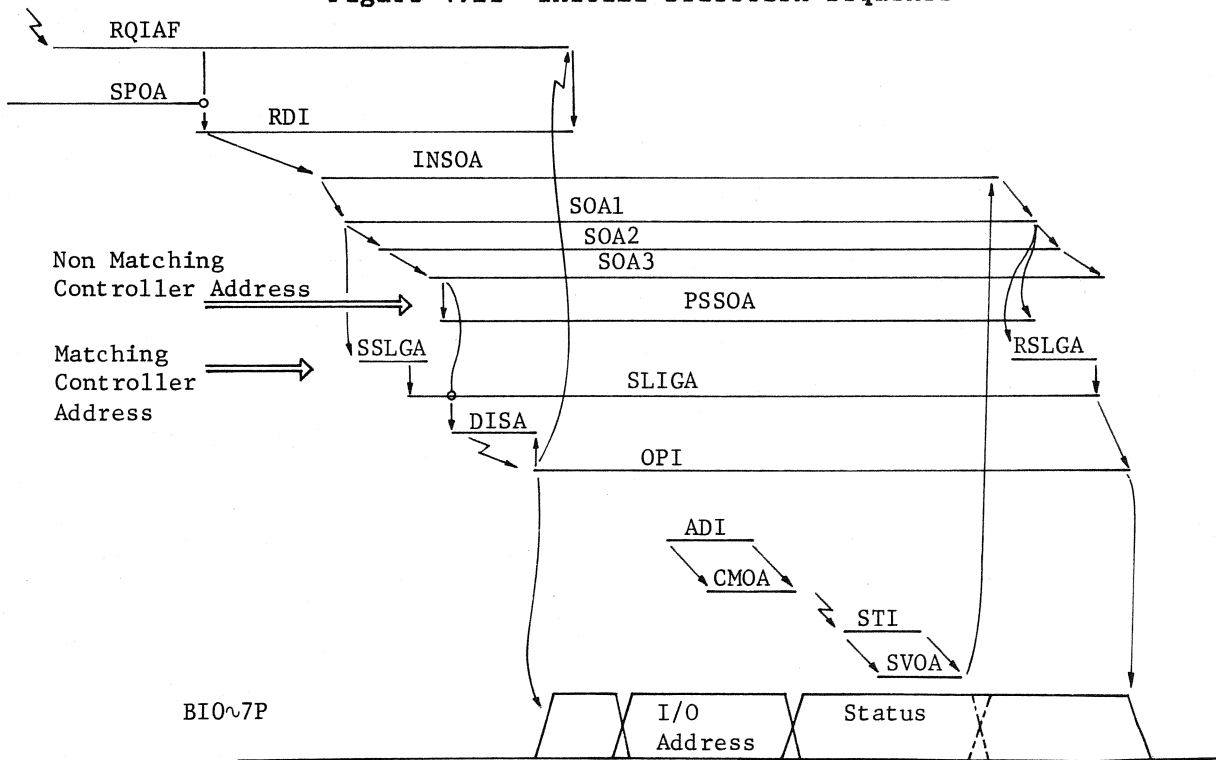 RQIAF
SPOA
RDI
INSOA
SOA1
SOA2
SOA3
Non Matching
Controller Address
PSSOA
SSLGA
RSLGA
Matching
Controller
Address
SLIGA
DISA
OPI
ADI
CMOA
STI
SVOA
BIO~7P
I/O
Address
Status